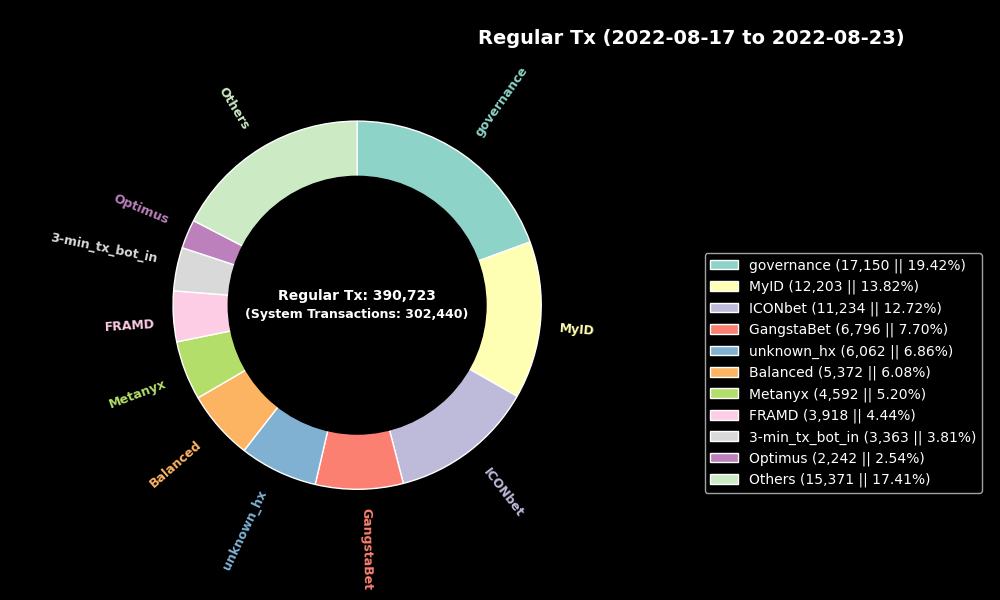 Regular Tx (2022-08-17 to 2022-08-23)
governance
Others
Optimus
3-min_tx_bot_in
FRAMD
MyID
Metanyx
Balanced
ICONbet
unknown_hx
GangstaBet
Regular Tx: 390,723
(System Transactions: 302,440)
governance (17,150 || 19.42%)
MyID (12,203 || 13.82%)
ICONbet (11,234 || 12.72%)
GangstaBet (6,796 || 7.70%)
unknown_hx (6,062 || 6.86%)
Balanced (5,372 || 6.08%)
Metanyx (4,592 || 5.20%)
FRAMD (3,918 || 4.44%)
3-min_tx_bot_in (3,363 || 3.81%)
Optimus (2,242 || 2.54%)
Others (15,371 || 17.41%)